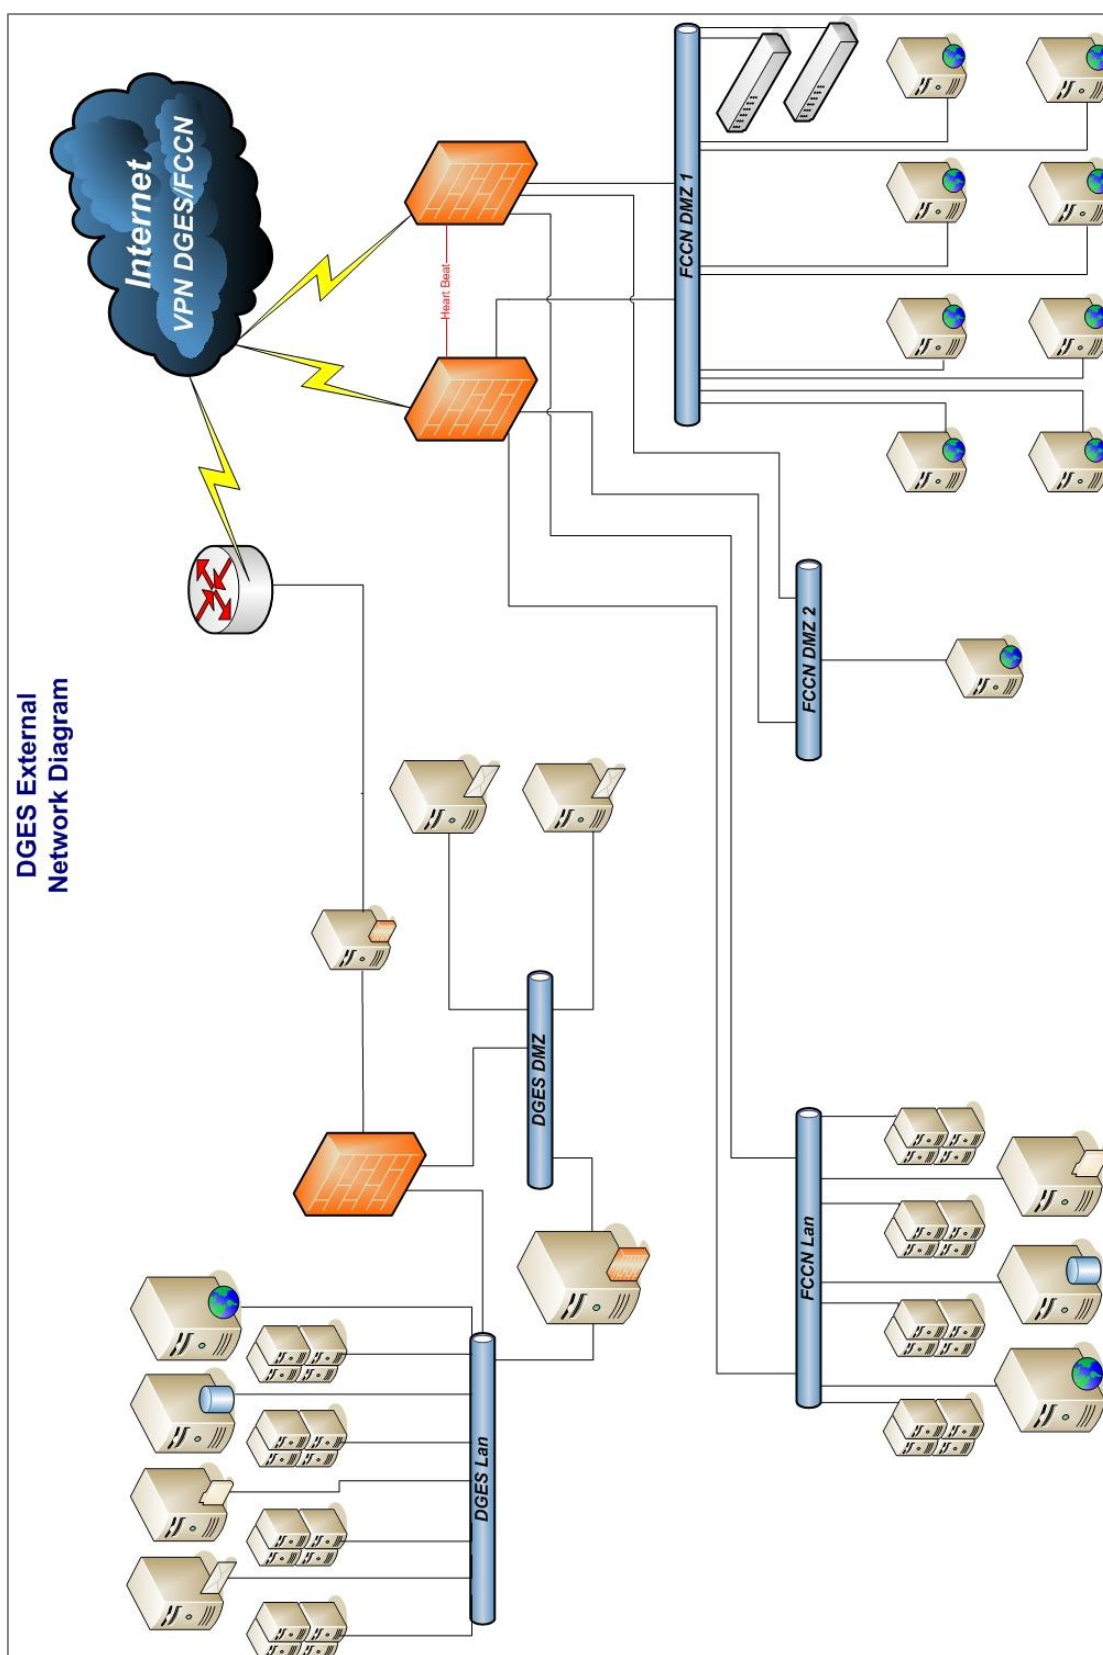 DGES External
Network Diagram
Internet
VPN DGES/FCCN
Heart Beat
FCCN DMZ 1
FCCN DMZ 2
DGES DMZ
FCCN Lan
DGES Lan